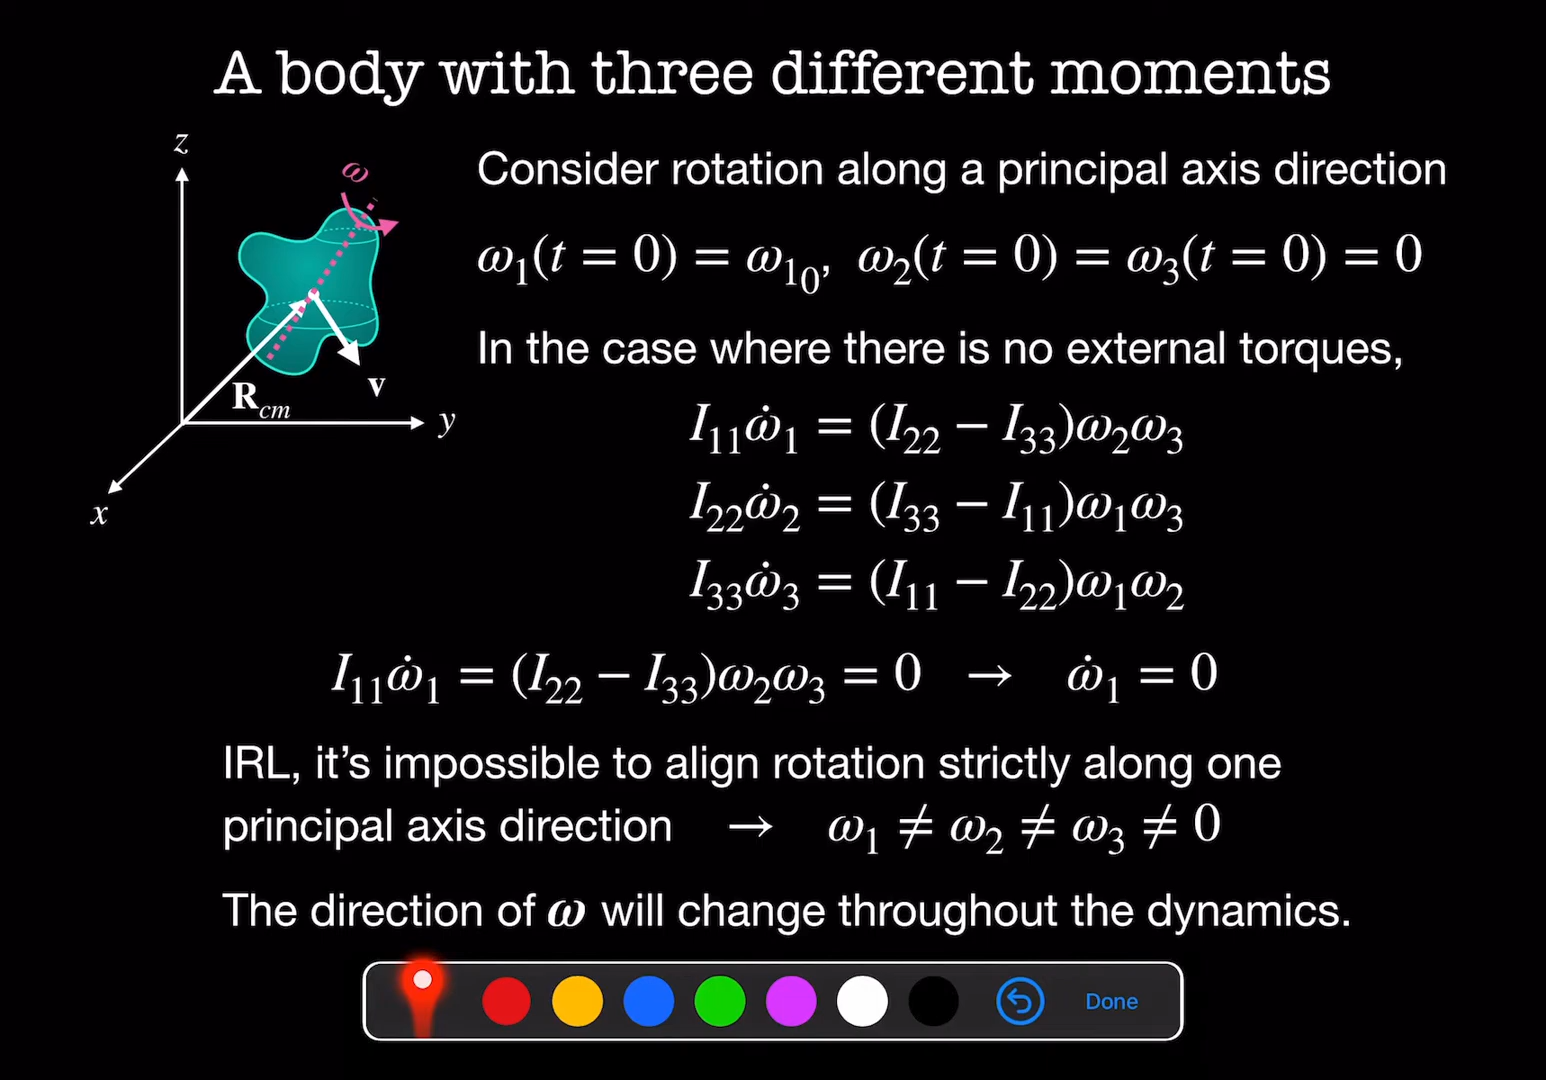 A body with three different moments
z
ω
Consider rotation along a principal axis direction
ω₁(t = 0) = ω₁₀, ω₂(t = 0) = ω₃(t = 0) = 0
In the case where there is no external torques,
R_cm
v
y
x
I₁₁ω̇₁ = (I₂₂ − I₃₃)ω₂ω₃
I₂₂ω̇₂ = (I₃₃ − I₁₁)ω₁ω₃
I₃₃ω̇₃ = (I₁₁ − I₂₂)ω₁ω₂
I₁₁ω̇₁ = (I₂₂ − I₃₃)ω₂ω₃ = 0 → ω̇₁ = 0
IRL, it’s impossible to align rotation strictly along one
principal axis direction → ω₁ ≠ ω₂ ≠ ω₃ ≠ 0
The direction of ω will change throughout the dynamics.
Done